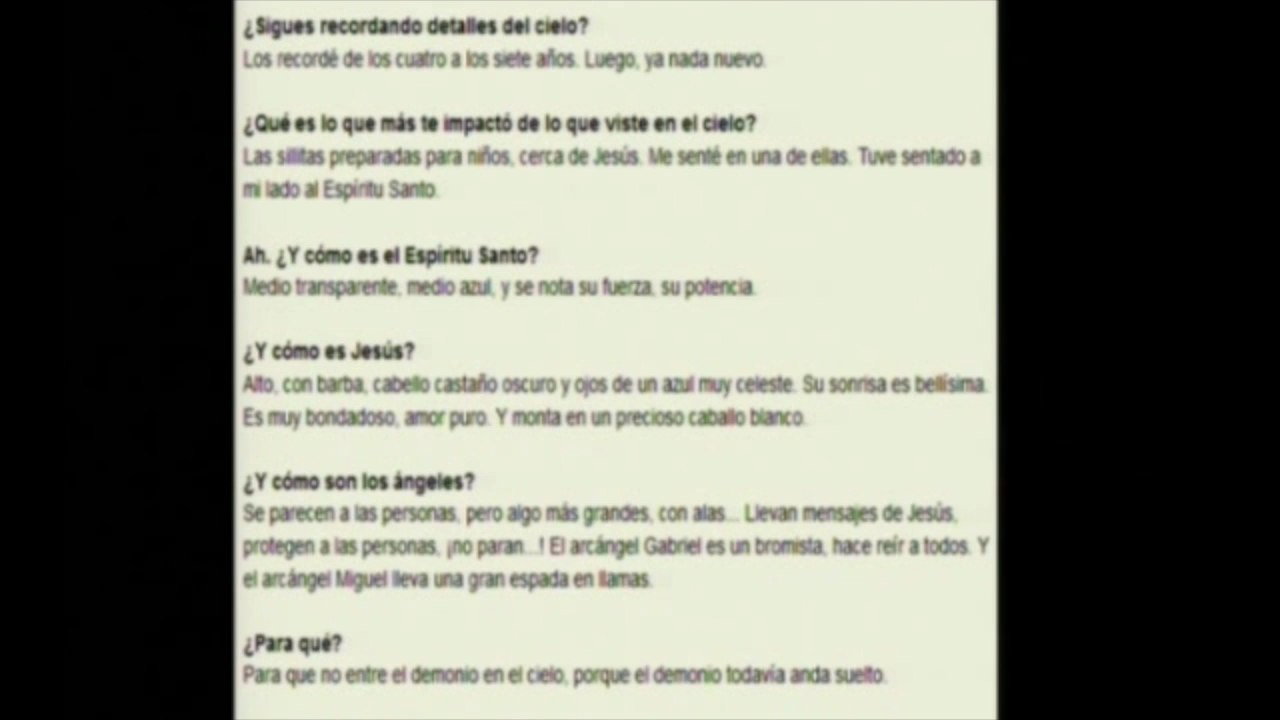 ¿Sigues recordando detalles del cielo?
Los recordé de los cuatro a los siete años. Luego, ya nada nuevo.
¿Qué es lo que más te impactó de lo que viste en el cielo?
Las sillitas preparadas para niños, cerca de Jesús. Me senté en una de ellas. Tuve sentado a
mi lado al Espíritu Santo.
Ah. ¿Y cómo es el Espíritu Santo?
Medio transparente, medio azul, y se nota su fuerza, su potencia.
¿Y cómo es Jesús?
Alto, con barba, cabello castaño oscuro y ojos de un azul muy celeste. Su sonrisa es bellísima.
Es muy bondadoso, amor puro. Y monta en un precioso caballo blanco.
¿Y cómo son los ángeles?
Se parecen a las personas, pero algo más grandes, con alas... Llevan mensajes de Jesús,
protegen a las personas, ¡no paran...! El arcángel Gabriel es un bromista, hace reír a todos. Y
el arcángel Miguel lleva una gran espada en llamas.
¿Para qué?
Para que no entre el demonio en el cielo, porque el demonio todavía anda suelto.